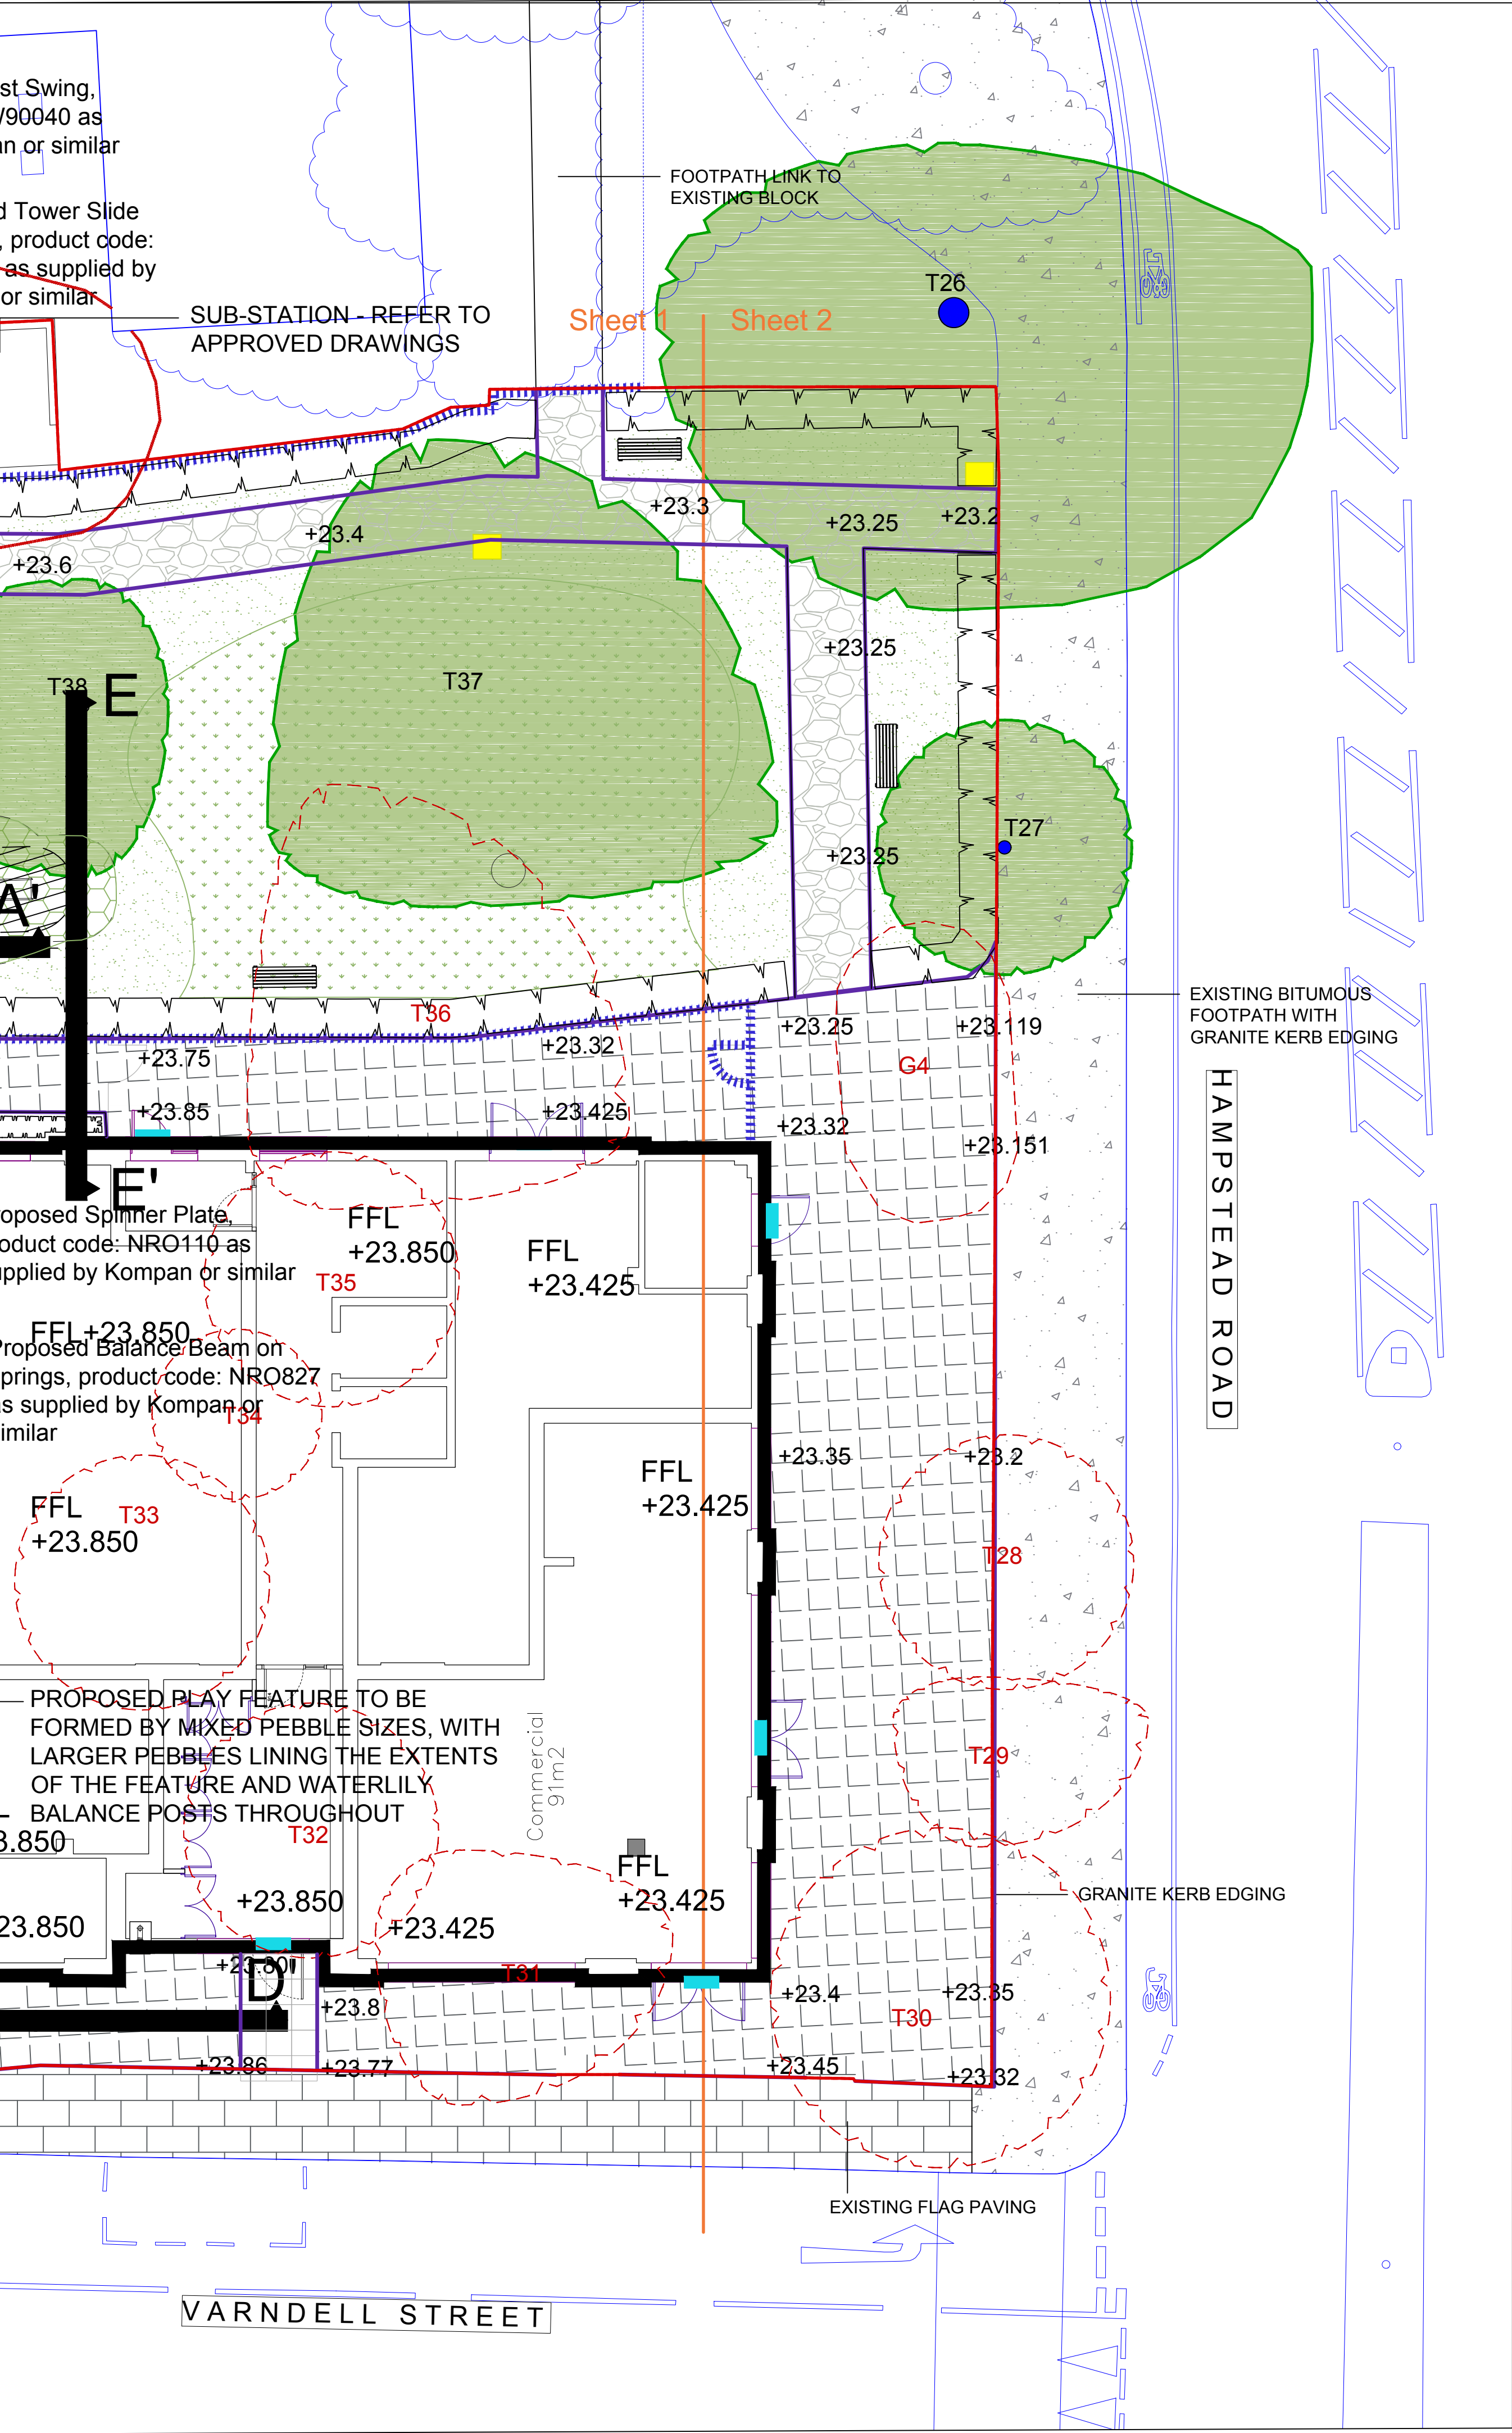 st Swing,
90040 as
an or similar
d Tower Slide
, product code:
as supplied by
or similar
FOOTPATH LINK TO
EXISTING BLOCK
SUB-STATION - REFER TO
APPROVED DRAWINGS
Sheet 1
Sheet 2
T26
+23.3
+23.25
+23.2
+23.4
+23.6
+23.25
T38
E
T37
T27
+23.25
A'
EXISTING BITUMOUS
FOOTPATH WITH
GRANITE KERB EDGING
T36
+23.25
+23.119
+23.75
+23.32
G4
+23.85
+23.425
+23.32
+23.151
HAMPSTEAD ROAD
E'
roposed Spinner Plate,
oduct code: NRO110 as
upplied by Kompan or similar
FFL
+23.850
FFL
+23.425
T35
FFL+23.850
Proposed Balance Beam on
prings, product code: NRO827
as supplied by Kompan or
imilar
T34
+23.35
+23.2
FFL
+23.425
FFL
+23.850
T33
T28
PROPOSED PLAY FEATURE TO BE
FORMED BY MIXED PEBBLE SIZES, WITH
LARGER PEBBLES LINING THE EXTENTS
OF THE FEATURE AND WATERLILY
BALANCE POSTS THROUGHOUT
Commercial
91m2
T29
T32
3.850
FFL
+23.425
GRANITE KERB EDGING
+23.850
23.850
+23.425
T31
D'
+23.8
+23.4
+23.35
T30
+23.86
+23.77
+23.45
+23.32
EXISTING FLAG PAVING
VARNDELL STREET